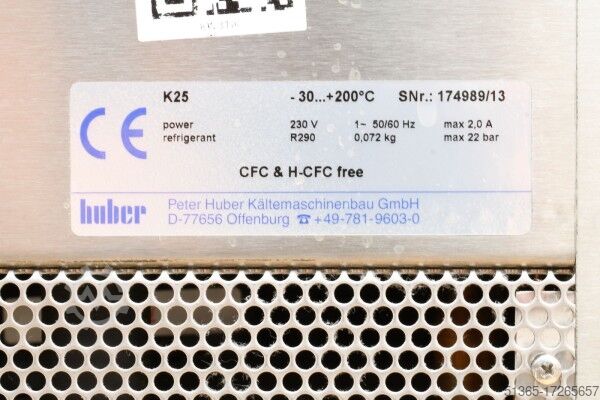 K25 - 30...+200°C SNr.: 174989/13
power 230 V 1~ 50/60 Hz max 2,0 A
refrigerant R290 0,072 kg max 22 bar
CFC & H-CFC free
CE
huber
Peter Huber Kältemaschinenbau GmbH
D-77656 Offenburg ☎ +49-781-9603-0
51365-17265657